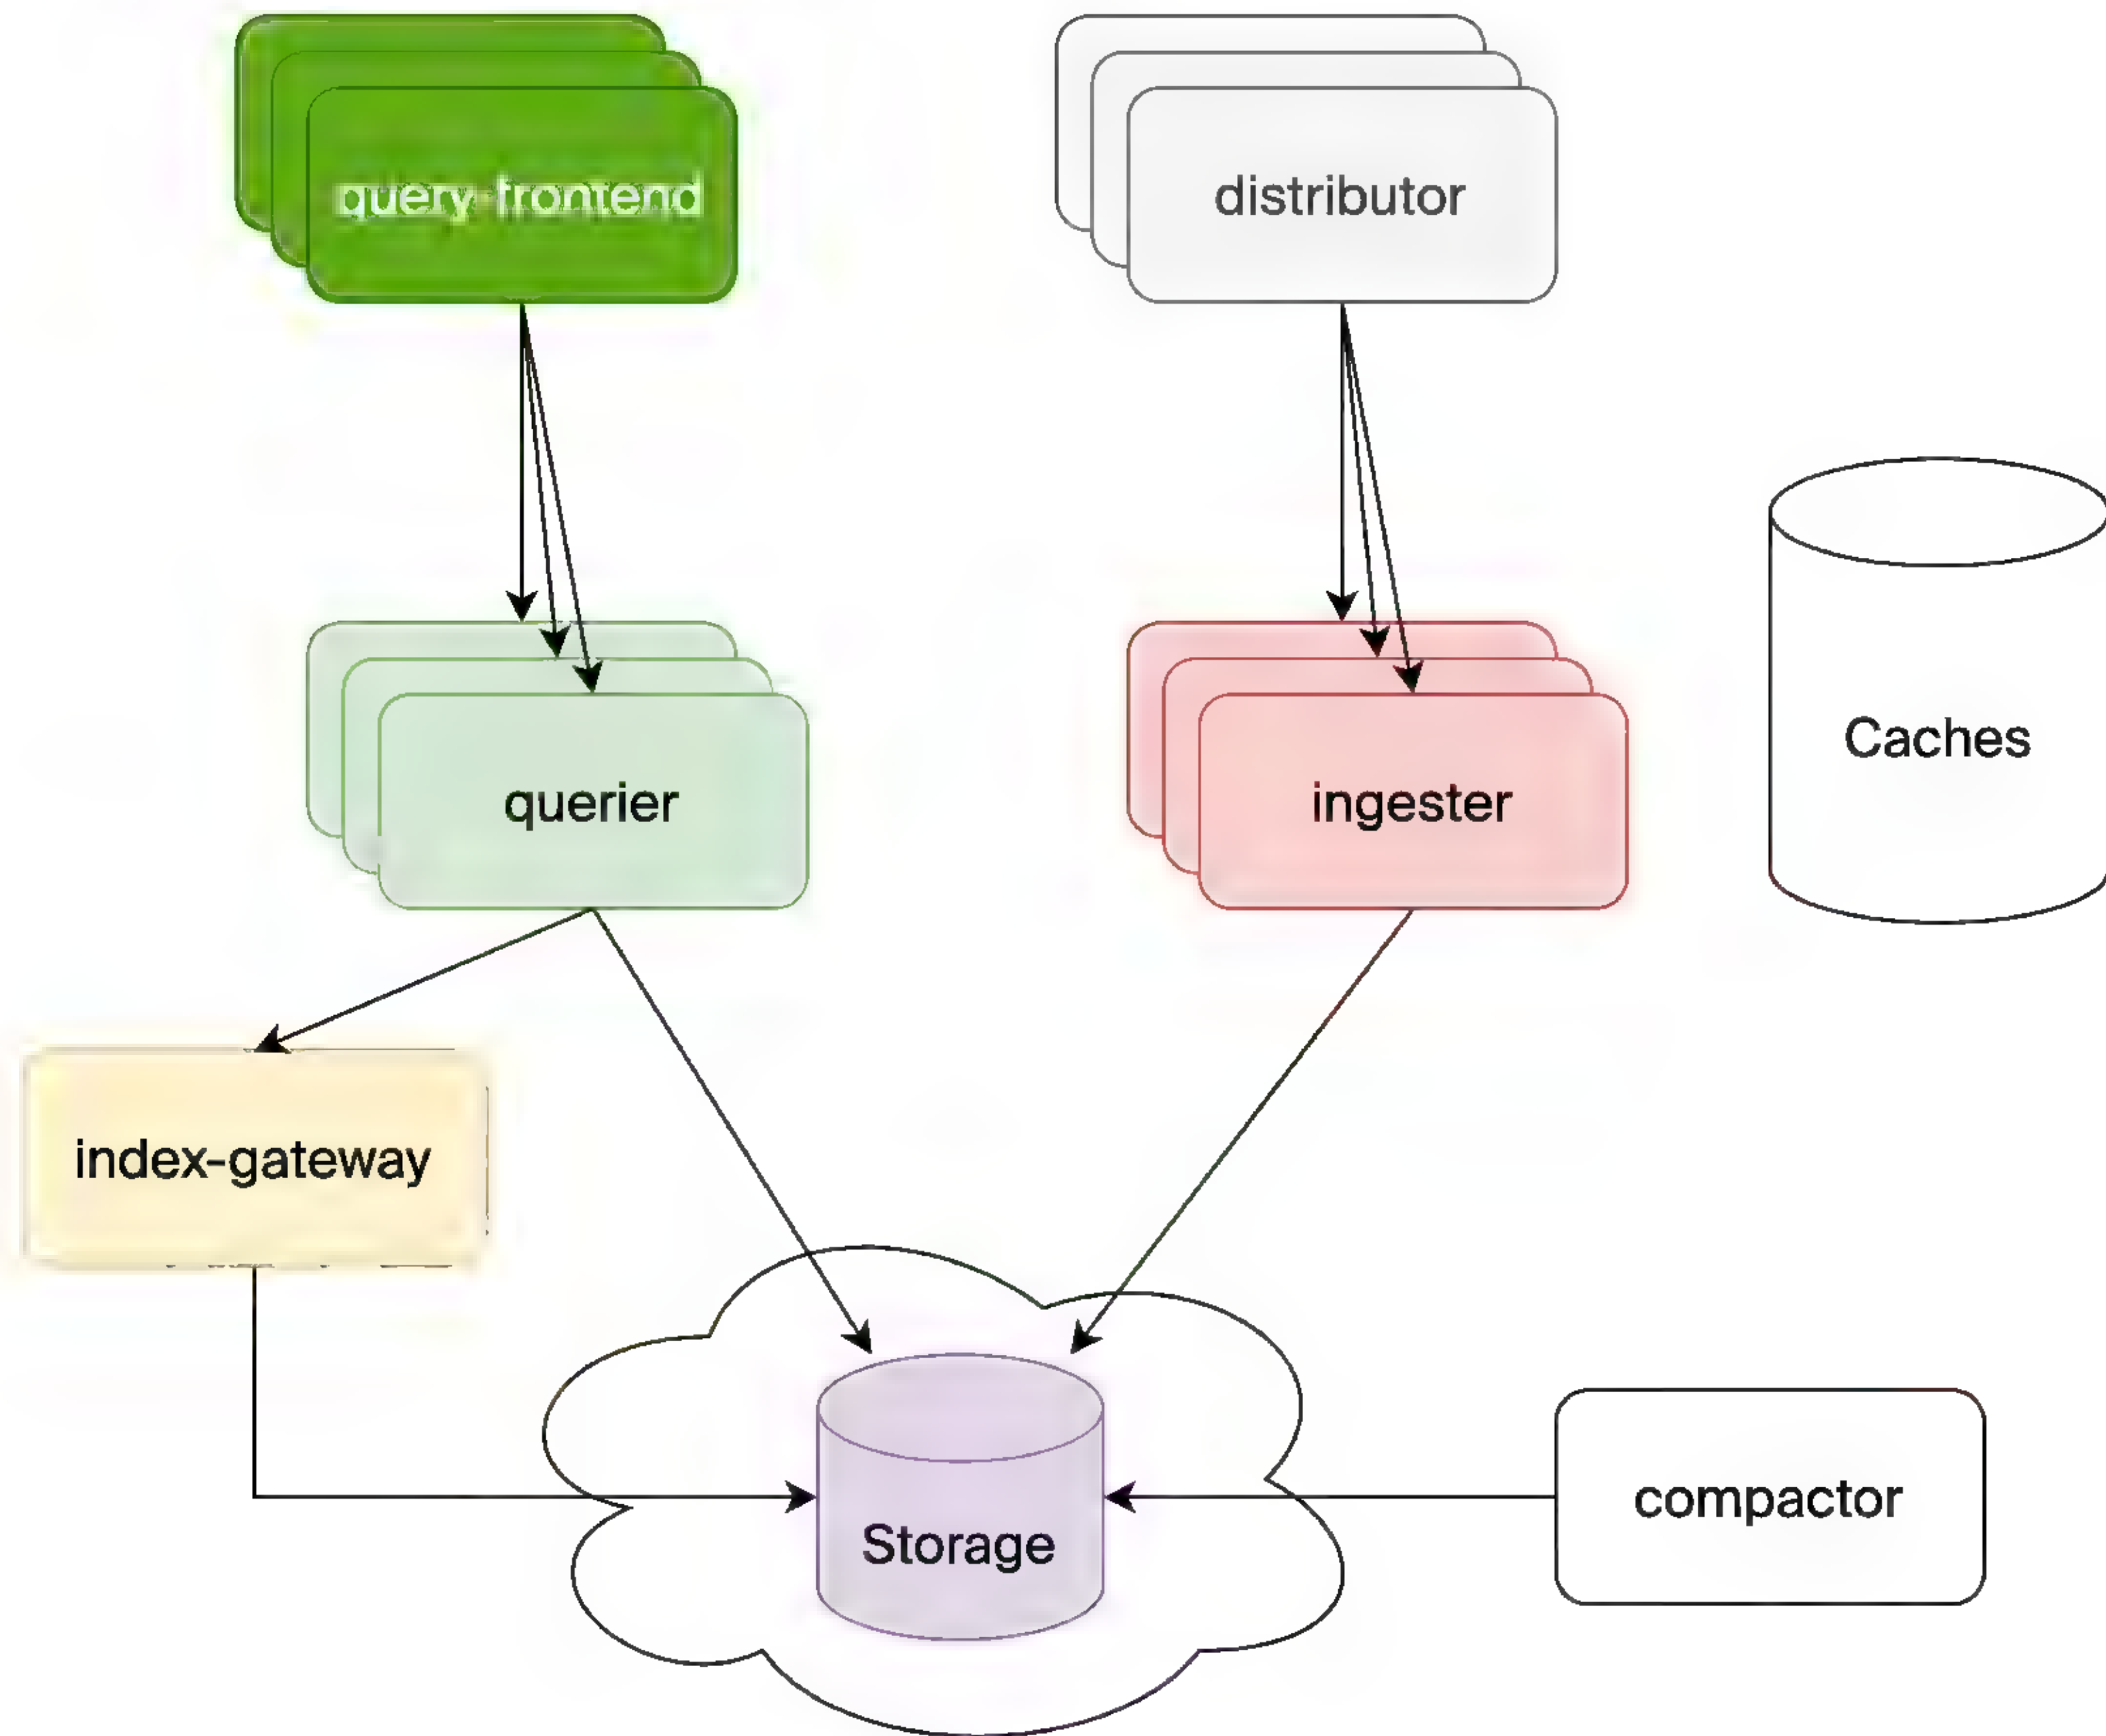 query-frontend
distributor
Caches
querier
ingester
index-gateway
Storage
compactor